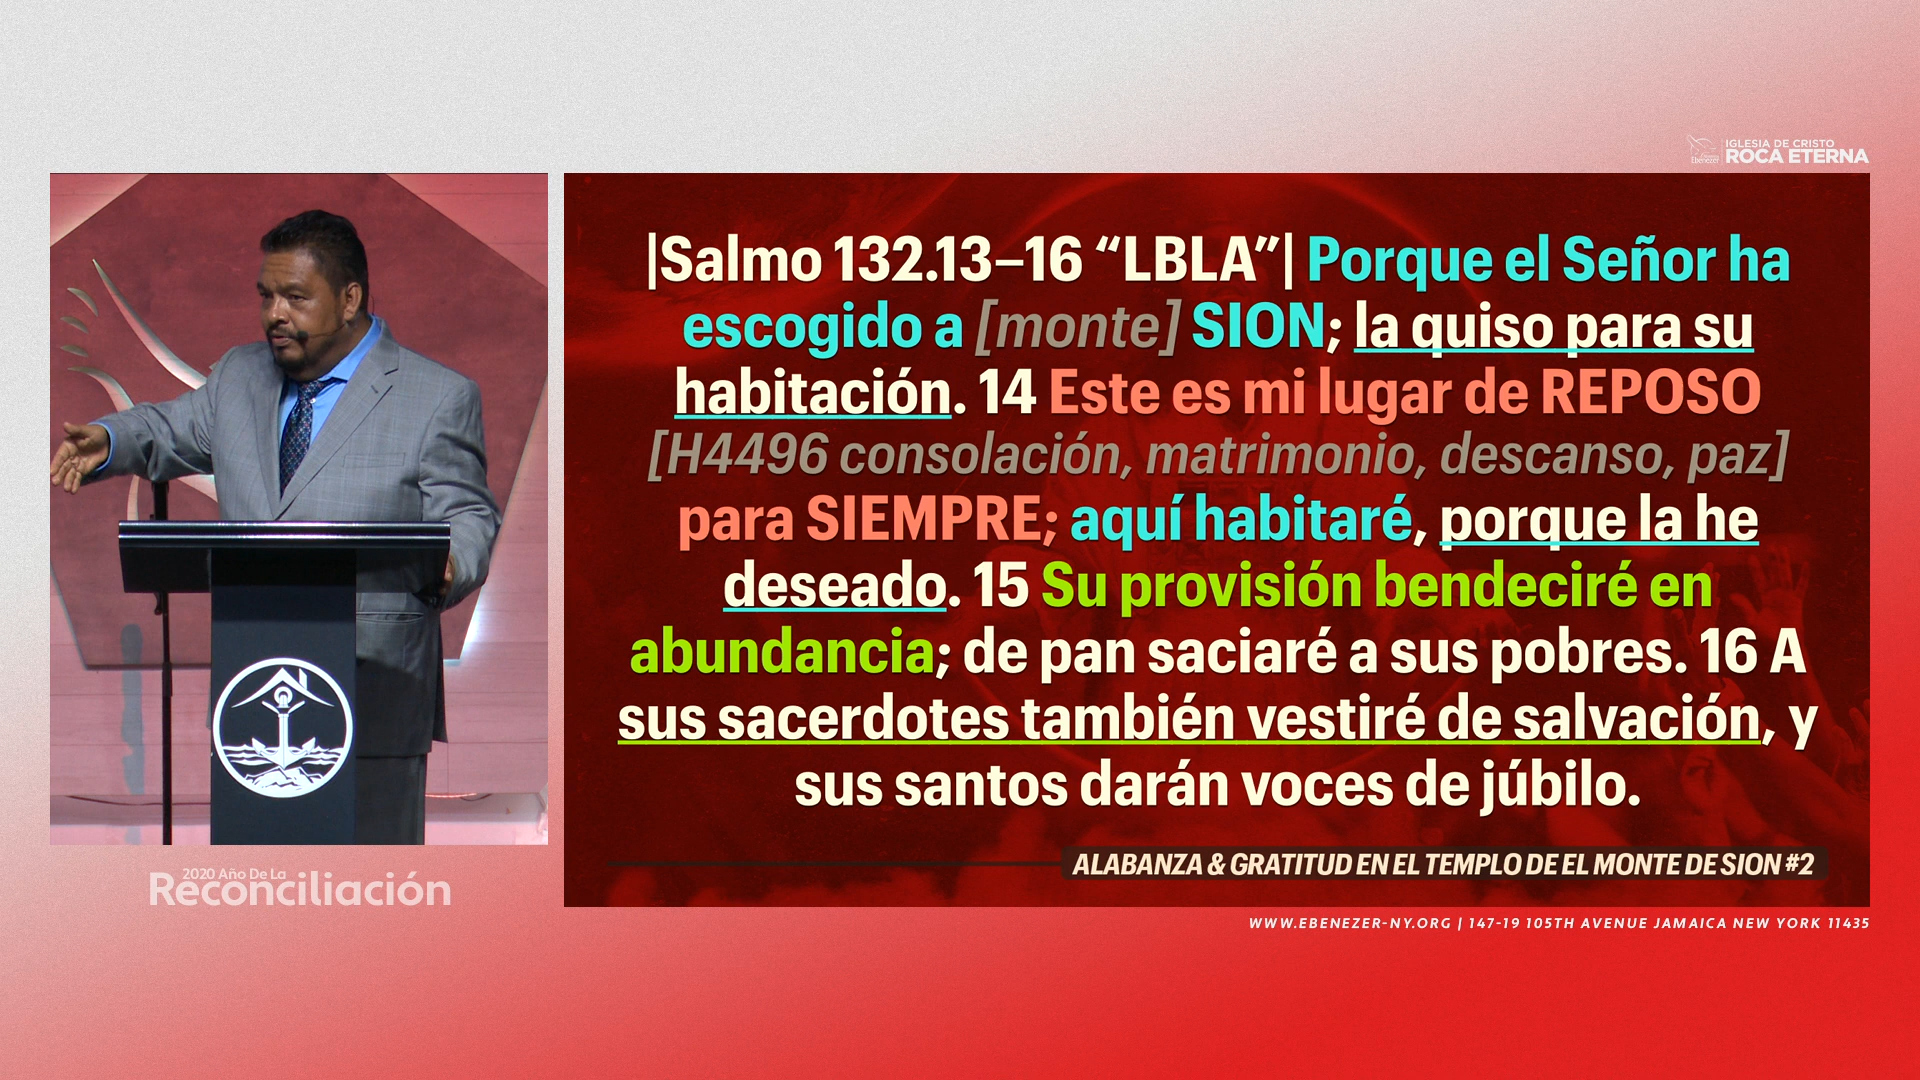 IGLESIA DE CRISTO
ROCA ETERNA
Ebenezer
|Salmo 132.13–16 “LBLA”| Porque el Señor ha
escogido a [monte] SION; la quiso para su
habitación. 14 Este es mi lugar de REPOSO
[H4496 consolación, matrimonio, descanso, paz]
para SIEMPRE; aquí habitaré, porque la he
deseado. 15 Su provisión bendeciré en
abundancia; de pan saciaré a sus pobres. 16 A
sus sacerdotes también vestiré de salvación, y
sus santos darán voces de júbilo.
ALABANZA & GRATITUD EN EL TEMPLO DE EL MONTE DE SION #2
2020 Año De La
Reconciliación
WWW.EBENEZER-NY.ORG | 147-19 105TH AVENUE JAMAICA NEW YORK 11435